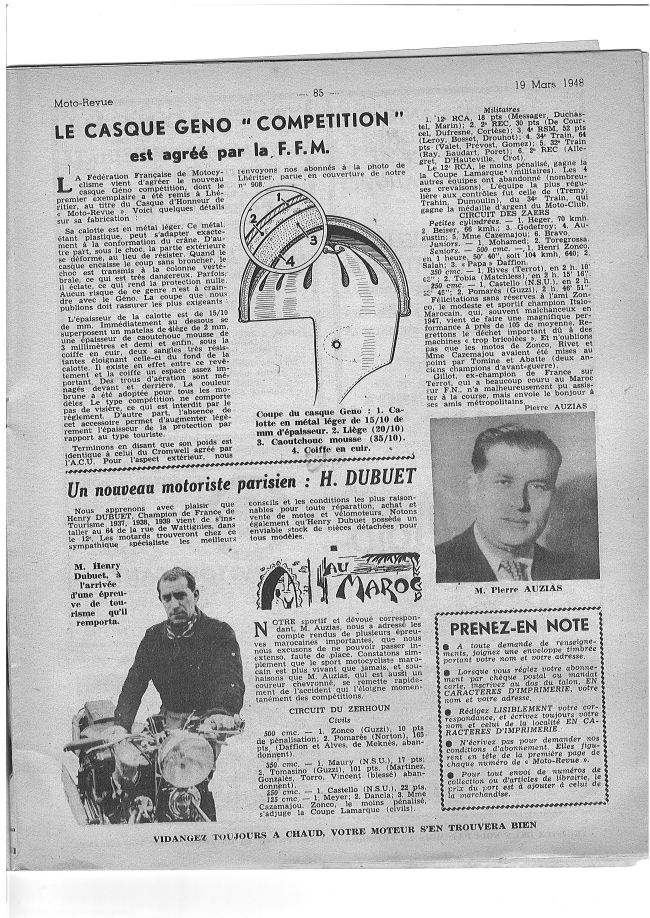 Moto-Revue
— 85 —
19 Mars 1948
LE CASQUE GENO " COMPETITION "
est agréé par la F.F.M.
LA Fédération Française de Motocy-
clisme vient d'agréer le nouveau
casque Géno compétition, dont le
premier exemplaire a été remis à Lhé-
ritier, au titre du Casque d'Honneur de
« Moto-Revue ». Voici quelques détails
sur sa fabrication :
Sa calotte est en métal léger. Ce métal,
étant plastique, peut s'adapter exacte-
ment à la conformation du crâne. D'au-
tre part, sous le choc, la partie extérieure
se déforme, au lieu de résister. Quand le
casque encaisse le coup sans broncher, le
choc est transmis à la colonne verté-
brale, ce qui est très dangereux. Parfois,
il éclate, ce qui rend la protection nulle.
Aucun risque de ce genre n'est à crain-
dre avec le Géno. La coupe que nous
publions doit rassurer les plus exigeants :
L'épaisseur de la calotte est de 15/10
de mm. Immédiatement au dessous se
superposent un matelas de liège de 2 mm,
une épaisseur de caoutchouc mousse de
3 millimètres et demi et enfin, sous la
coiffe en cuir, deux sangles très résis-
tantes éloignant celle-ci du fond de la
calotte. Il existe en effet entre ce revê-
tement et la coiffe un espace assez im-
portant. Des trous d'aération sont mé-
nagés devant et derrière. La couleur
brune a été adoptée pour tous les mo-
dèles. Le type compétition ne comporte
pas de visière, ce qui est interdit par le
règlement. D'autre part, l'absence de
cet accessoire permet d'augmenter légè-
rement l'épaisseur de la protection par
rapport au type touriste.
Terminons en disant que son poids est
identique à celui du Cromwell agréé par
l'A.C.U. Pour l'aspect extérieur, nous
renvoyons nos abonnés à la photo de
Lhéritier, parue en couverture de notre
n° 908.
1
2
3
4
Coupe du casque Geno : 1. Ca-
lotte en métal léger de 15/10 de
mm d'épaisseur. 2. Liège (20/10)
3. Caoutchouc mousse (35/10).
4. Coiffe en cuir.
Militaires
1. 12e RCA, 18 pts (Messager, Duchas-
tel, Marin); 2. 2e REC, 30 pts (De Cour-
cel, Dufresne, Cortèse); 3. 4e RSM, 52 pts
(Leroy, Bosset, Drouhot); 4. 34e Train, 64
pts (Valet, Prévost, Gomez); 5. 32e Train
(Ray, Baudart, Poret); 6. 2e REC (Alle-
gret, D'Hauteville, Crot).
Le 12e RCA, le moins pénalisé, gagne la
Coupe Lamarque (militaires). Les 4
autres équipes ont abandonné (nombreu-
ses crevaisons). L'équipe la plus régu-
lière aux contrôles fut celle de (Tremy,
Trahin, Dumoulin), du 34e Train, qui
gagne la médaille d'argent du Moto-Club.
CIRCUIT DES ZAERS
Petites cylindrées. — 1 Heger, 70 kmh.
2 Beiser, 66 kmh.; 3. Godefroy; 4. Au-
gustin; 5. Mme Cazemajou; 6. Bravo.
Juniors. — 1. Mohamed; 2. Toregrossa.
Seniors. — 500 cmc. — 1. Henri Zonco,
en 1 heure, 50' 40'', soit 104 kmh, 640; 2.
Salah; 3. « Papa » Dafflon.
350 cmc. — 1. Rives (Terrot), en 2 h. 10';
2. Tobia (Matchless), en 2 h. 15' 16''.
250 cmc. — 1. Castello (N.S.U.), en 2 h.
35' 46''; 2. Pomarès (Guzzi), 2 h. 46' 51''.
Félicitations sans réserves à l'ami Zon-
co, le modeste et sportif champion Italo-
Marocain, qui, souvent malchanceux en
1947, vient de faire une magnifique per-
formance à près de 105 de moyenne. Re-
grettons le déchet important dû à des
machines « trop bricolées ». Et n'oublions
pas que les motos de Zonco, Rivet et
Mme Cazemajou avaient été mises au
point par Tomine et Abatte (deux an-
ciens champions d'avant-guerre).
Gillot, ex-champion de France sur
Terrot, qui a beaucoup couru au Maroc
sur F.N., n'a malheureusement pu assis-
ter à la course, mais envoie le bonjour à
ses amis métropolitains.
Pierre AUZIAS
M. Pierre AUZIAS
Un nouveau motoriste parisien : H. DUBUET
Nous apprenons avec plaisir que
Henry DUBUET, Champion de France de
Tourisme 1937, 1938, 1939 vient de s'ins-
taller au 64 de la rue de Wattignies, dans
le 12e. Les motards trouveront chez ce
sympathique spécialiste les meilleurs
conseils et les conditions les plus raison-
nables pour toute réparation, achat et
vente de motos et vélomoteurs. Notons
également qu'Henry Dubuet possède un
enviable stock de pièces détachées pour
tous modèles.
M. Henry
Dubuet, à
l'arrivée
d'une épreu-
ve de tou-
risme qu'il
remporta.
AU MAROC
NOTRE sportif et dévoué correspon-
dant, M. Auzias, nous a adressé les
compte rendus de plusieurs épreu-
ves marocaines importantes, que nous
nous excusons de ne pouvoir passer in-
extenso, faute de place. Constatons sim-
plement que le sport motocycliste maro-
cain est plus vivant que jamais, et sou-
haisons que M. Auzias, qui est aussi un
coureur chevronné, se remette rapide-
ment de l'accident qui l'éloigne momen-
tanément des compétitions.
CIRCUIT DU ZERHOUN
Civils
500 cmc. — 1. Zonco (Guzzi), 10 pts
de pénalisation; 2. Pomarès (Norton), 165
pts, (Dafflon et Alves, de Meknès, aban-
donnent).
350 cmc. — 1. Maury (N.S.U.), 17 pts;
2. Tomasino (Guzzi), 101 pts, (Martinez,
Gonzalès, Torro, Vincent (blessé) aban-
donnent).
250 cmc. — 1. Castello (N.S.U.), 22 pts.
125 cmc. — 1. Meyer; 2. Dancla; 3. Mme
Cazamajou. Zonco, le moins pénalisé,
s'adjuge la Coupe Lamarque (civils).
PRENEZ-EN NOTE
● A toute demande de renseigne-
ments, joignez une enveloppe timbrée
portant votre nom et votre adresse.
● Lorsque vous réglez votre abonne-
ment par chèque postal ou mandat
carte, inscrivez au dos du talon, EN
CARACTERES D'IMPRIMERIE, votre
nom et votre adresse.
● Rédigez LISIBLEMENT votre cor-
respondance, et écrivez toujours votre
nom et celui de la localité EN CA-
RACTERES D'IMPRIMERIE.
● N'écrivez pas pour demander nos
conditions d'abonnement. Elles figu-
rent en tête de la première page de
chaque numéro de « Moto-Revue ».
● Pour tout envoi de numéros de
collection ou d'articles de librairie, le
prix du port est à ajouter à celui de
la marchandise.
VIDANGEZ TOUJOURS A CHAUD, VOTRE MOTEUR S'EN TROUVERA BIEN